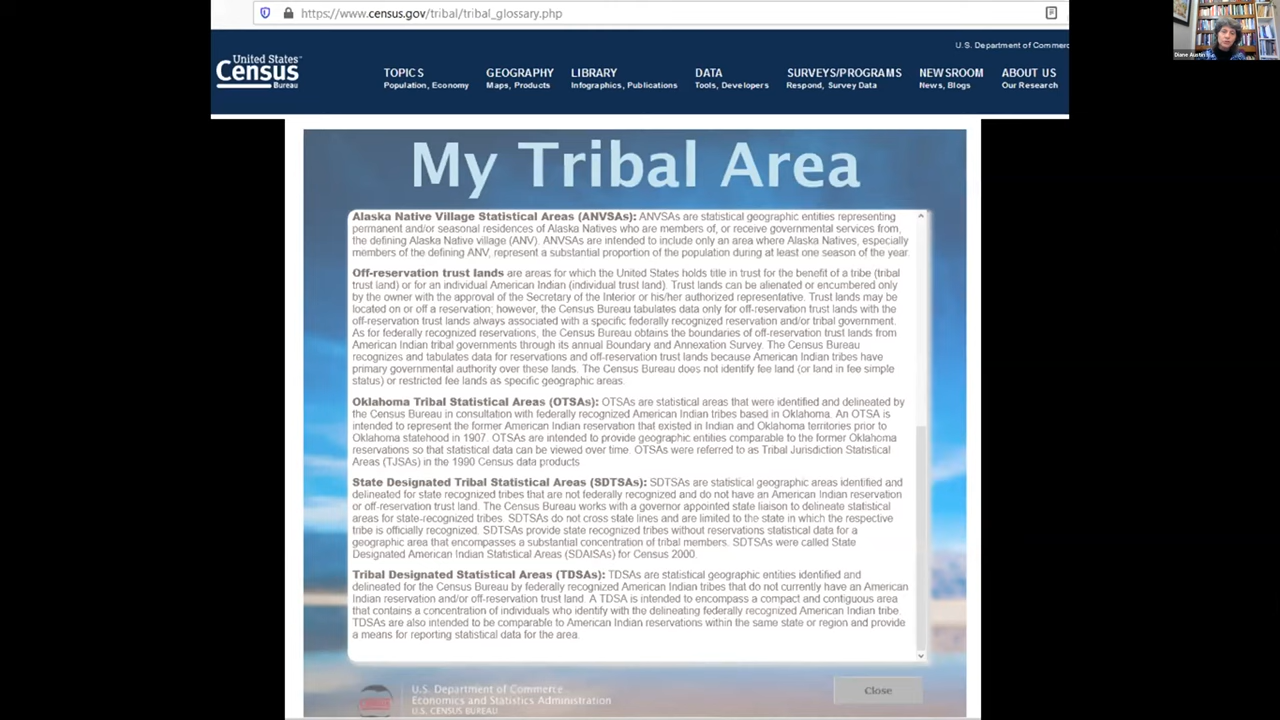 https://www.census.gov/tribal/tribal_glossary.php
Diane Austin
U.S. Department of Commerc
United States
Census
Bureau
TOPICS
Population, Economy
GEOGRAPHY
Maps, Products
LIBRARY
Infographics, Publications
DATA
Tools, Developers
SURVEYS/PROGRAMS
Respond, Survey Data
NEWSROOM
News, Blogs
ABOUT US
Our Research
My Tribal Area
Alaska Native Village Statistical Areas (ANVSAs): ANVSAs are statistical geographic entities representing
permanent and/or seasonal residences of Alaska Natives who are members of, or receive governmental services from,
the defining Alaska Native village (ANV). ANVSAs are intended to include only an area where Alaska Natives, especially
members of the defining ANV, represent a substantial proportion of the population during at least one season of the year.
Off-reservation trust lands are areas for which the United States holds title in trust for the benefit of a tribe (tribal
trust land) or for an individual American Indian (individual trust land). Trust lands can be alienated or encumbered only
by the owner with the approval of the Secretary of the Interior or his/her authorized representative. Trust lands may be
located on or off a reservation; however, the Census Bureau tabulates data only for off-reservation trust lands with the
off-reservation trust lands always associated with a specific federally recognized reservation and/or tribal government.
As for federally recognized reservations, the Census Bureau obtains the boundaries of off-reservation trust lands from
American Indian tribal governments through its annual Boundary and Annexation Survey. The Census Bureau
recognizes and tabulates data for reservations and off-reservation trust lands because American Indian tribes have
primary governmental authority over these lands. The Census Bureau does not identify fee land (or land in fee simple
status) or restricted fee lands as specific geographic areas.
Oklahoma Tribal Statistical Areas (OTSAs): OTSAs are statistical areas that were identified and delineated by
the Census Bureau in consultation with federally recognized American Indian tribes based in Oklahoma. An OTSA is
intended to represent the former American Indian reservation that existed in Indian and Oklahoma territories prior to
Oklahoma statehood in 1907. OTSAs are intended to provide geographic entities comparable to the former Oklahoma
reservations so that statistical data can be viewed over time. OTSAs were referred to as Tribal Jurisdiction Statistical
Areas (TJSAs) in the 1990 Census data products
State Designated Tribal Statistical Areas (SDTSAs): SDTSAs are statistical geographic areas identified and
delineated for state recognized tribes that are not federally recognized and do not have an American Indian reservation
or off-reservation trust land. The Census Bureau works with a governor appointed state liaison to delineate statistical
areas for state-recognized tribes. SDTSAs do not cross state lines and are limited to the state in which the respective
tribe is officially recognized. SDTSAs provide state recognized tribes without reservations statistical data for a
geographic area that encompasses a substantial concentration of tribal members. SDTSAs were called State
Designated American Indian Statistical Areas (SDAISAs) for Census 2000.
Tribal Designated Statistical Areas (TDSAs): TDSAs are statistical geographic entities identified and
delineated for the Census Bureau by federally recognized American Indian tribes that do not currently have an American
Indian reservation and/or off-reservation trust land. A TDSA is intended to encompass a compact and contiguous area
that contains a concentration of individuals who identify with the delineating federally recognized American Indian tribe.
TDSAs are also intended to be comparable to American Indian reservations within the same state or region and provide
a means for reporting statistical data for the area.
U.S. Department of Commerce
Economics and Statistics Administration
U.S. CENSUS BUREAU
Close